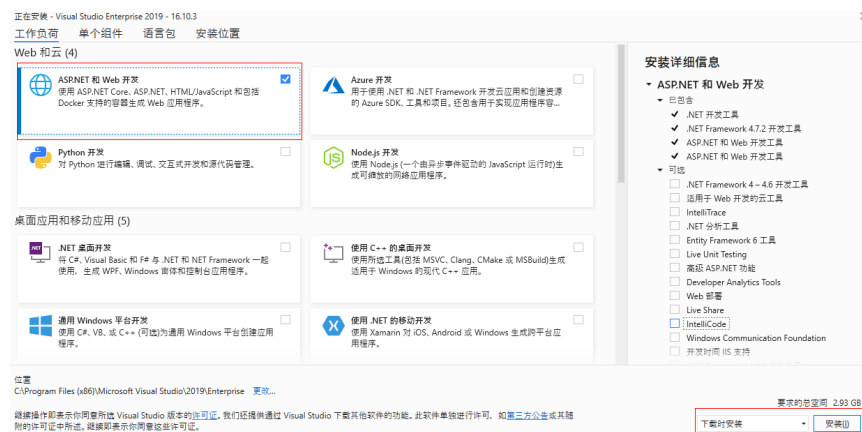 正在安装 - Visual Studio Enterprise 2019 - 16.10.3
工作负荷 单个组件 语言包 安装位置
Web 和云 (4)
ASP.NET 和 Web 开发
使用 ASP.NET Core、ASP.NET、HTML/JavaScript 和包括
Docker 支持的容器生成 Web 应用程序。
Azure 开发
用于使用 .NET 和 .NET Framework 开发云应用和创建资源
的 Azure SDK、工具和项目。还包含用于实现应用程序容...
Python 开发
对 Python 进行编辑、调试、交互式开发和源代码管理。
Node.js 开发
使用 Node.js (一个由异步事件驱动的 JavaScript 运行时)生
成可缩放的网络应用程序。
桌面应用和移动应用 (5)
.NET 桌面开发
将 C#、Visual Basic 和 F# 与 .NET 和 NET Framework 一起
使用，生成 WPF、Windows 窗体和控制台应用程序。
使用 C++ 的桌面开发
使用所选工具(包括 MSVC、Clang、CMake 或 MSBuild)生成
适用于 Windows 的现代 C++ 应用。
通用 Windows 平台开发
使用 C#、VB、或 C++ (可选)为通用 Windows 平台创建应用
程序。
使用 .NET 的移动开发
使用 Xamarin 为 iOS、Android 或 Windows 生成跨平台应
用程序。
安装详细信息
ASP.NET 和 Web 开发
已包含
.NET 开发工具
.NET Framework 4.7.2 开发工具
ASP.NET 和 Web 开发工具
ASP.NET 和 Web 开发工具
可选
.NET Framework 4 – 4.6 开发工具
适用于 Web 开发的云工具
IntelliTrace
.NET 分析工具
Entity Framework 6 工具
Live Unit Testing
高级 ASP.NET 功能
Developer Analytics Tools
Web 部署
Live Share
IntelliCode
Windows Communication Foundation
开发时间 IIS 支持
位置
C:\Program Files (x86)\Microsoft Visual Studio\2019\Enterprise 更改...
继续操作即表示你同意所选 Visual Studio 版本的许可证。我们还提供通过 Visual Studio 下载其他软件的功能。此软件单独进行许可，如第三方公告或其随
附的许可证中所述。继续即表示你同意这些许可证。
要求的总空间 2.93 GB
下载时安装 安装(I)